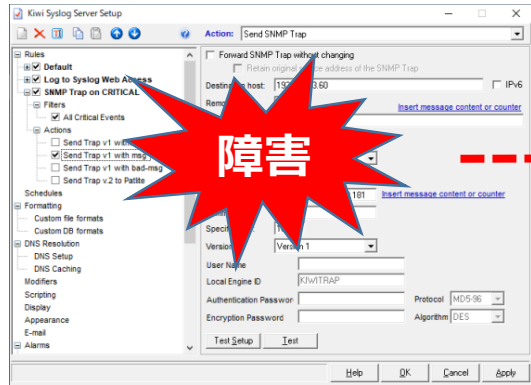 Kiwi Syslog Server Setup
Action: Send SNMP Trap
Rules
Default
Log to Syslog Web Access
SNMP Trap on CRITICAL
Filters
All Critical Events
Actions
Send Trap v1
Send Trap v1 with msg
Send Trap v1 with bad-msg
Send Trap v.2 to Patlite
Schedules
Formatting
Custom file formats
Custom DB formats
DNS Resolution
DNS Setup
DNS Caching
Modifiers
Scripting
Display
Appearance
E-mail
Alarms
Forward SNMP Trap without changing
Retain original address of the SNMP Trap
3.60
IPv6
Insert message content or counter
障害
181
Insert message content or counter
Version 1
User Name
Local Engine ID
KIWITRAP
Authentication Passwor
Protocol
MD5-96
Encryption Password
Algorithm
DES
Test Setup
Test
Help
OK
Cancel
Apply